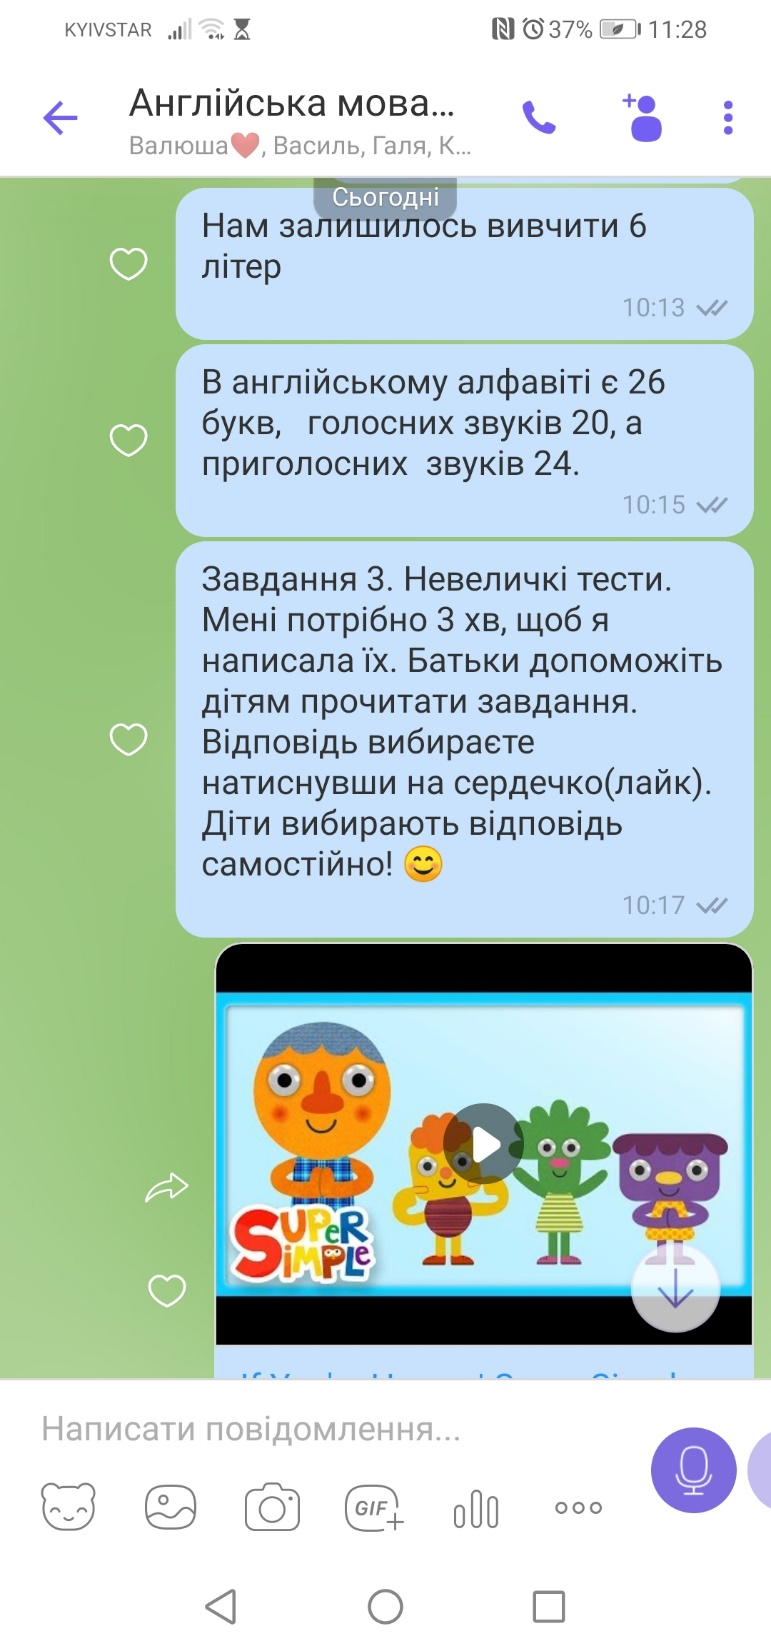 KYIVSTAR 37% 11:28
Англійська мова...
Валюша❤️, Василь, Галя, К...
Сьогодні
Нам залишилось вивчити 6
літер
10:13
В англійському алфавіті є 26
букв, голосних звуків 20, а
приголосних звуків 24.
10:15
Завдання 3. Невеличкі тести.
Мені потрібно 3 хв, щоб я
написала їх. Батьки допоможіть
дітям прочитати завдання.
Відповідь вибираєте
натиснувши на сердечко(лайк).
Діти вибирають відповідь
самостійно! 😊
10:17
SUPER
SIMPLE
Написати повідомлення...
GIF